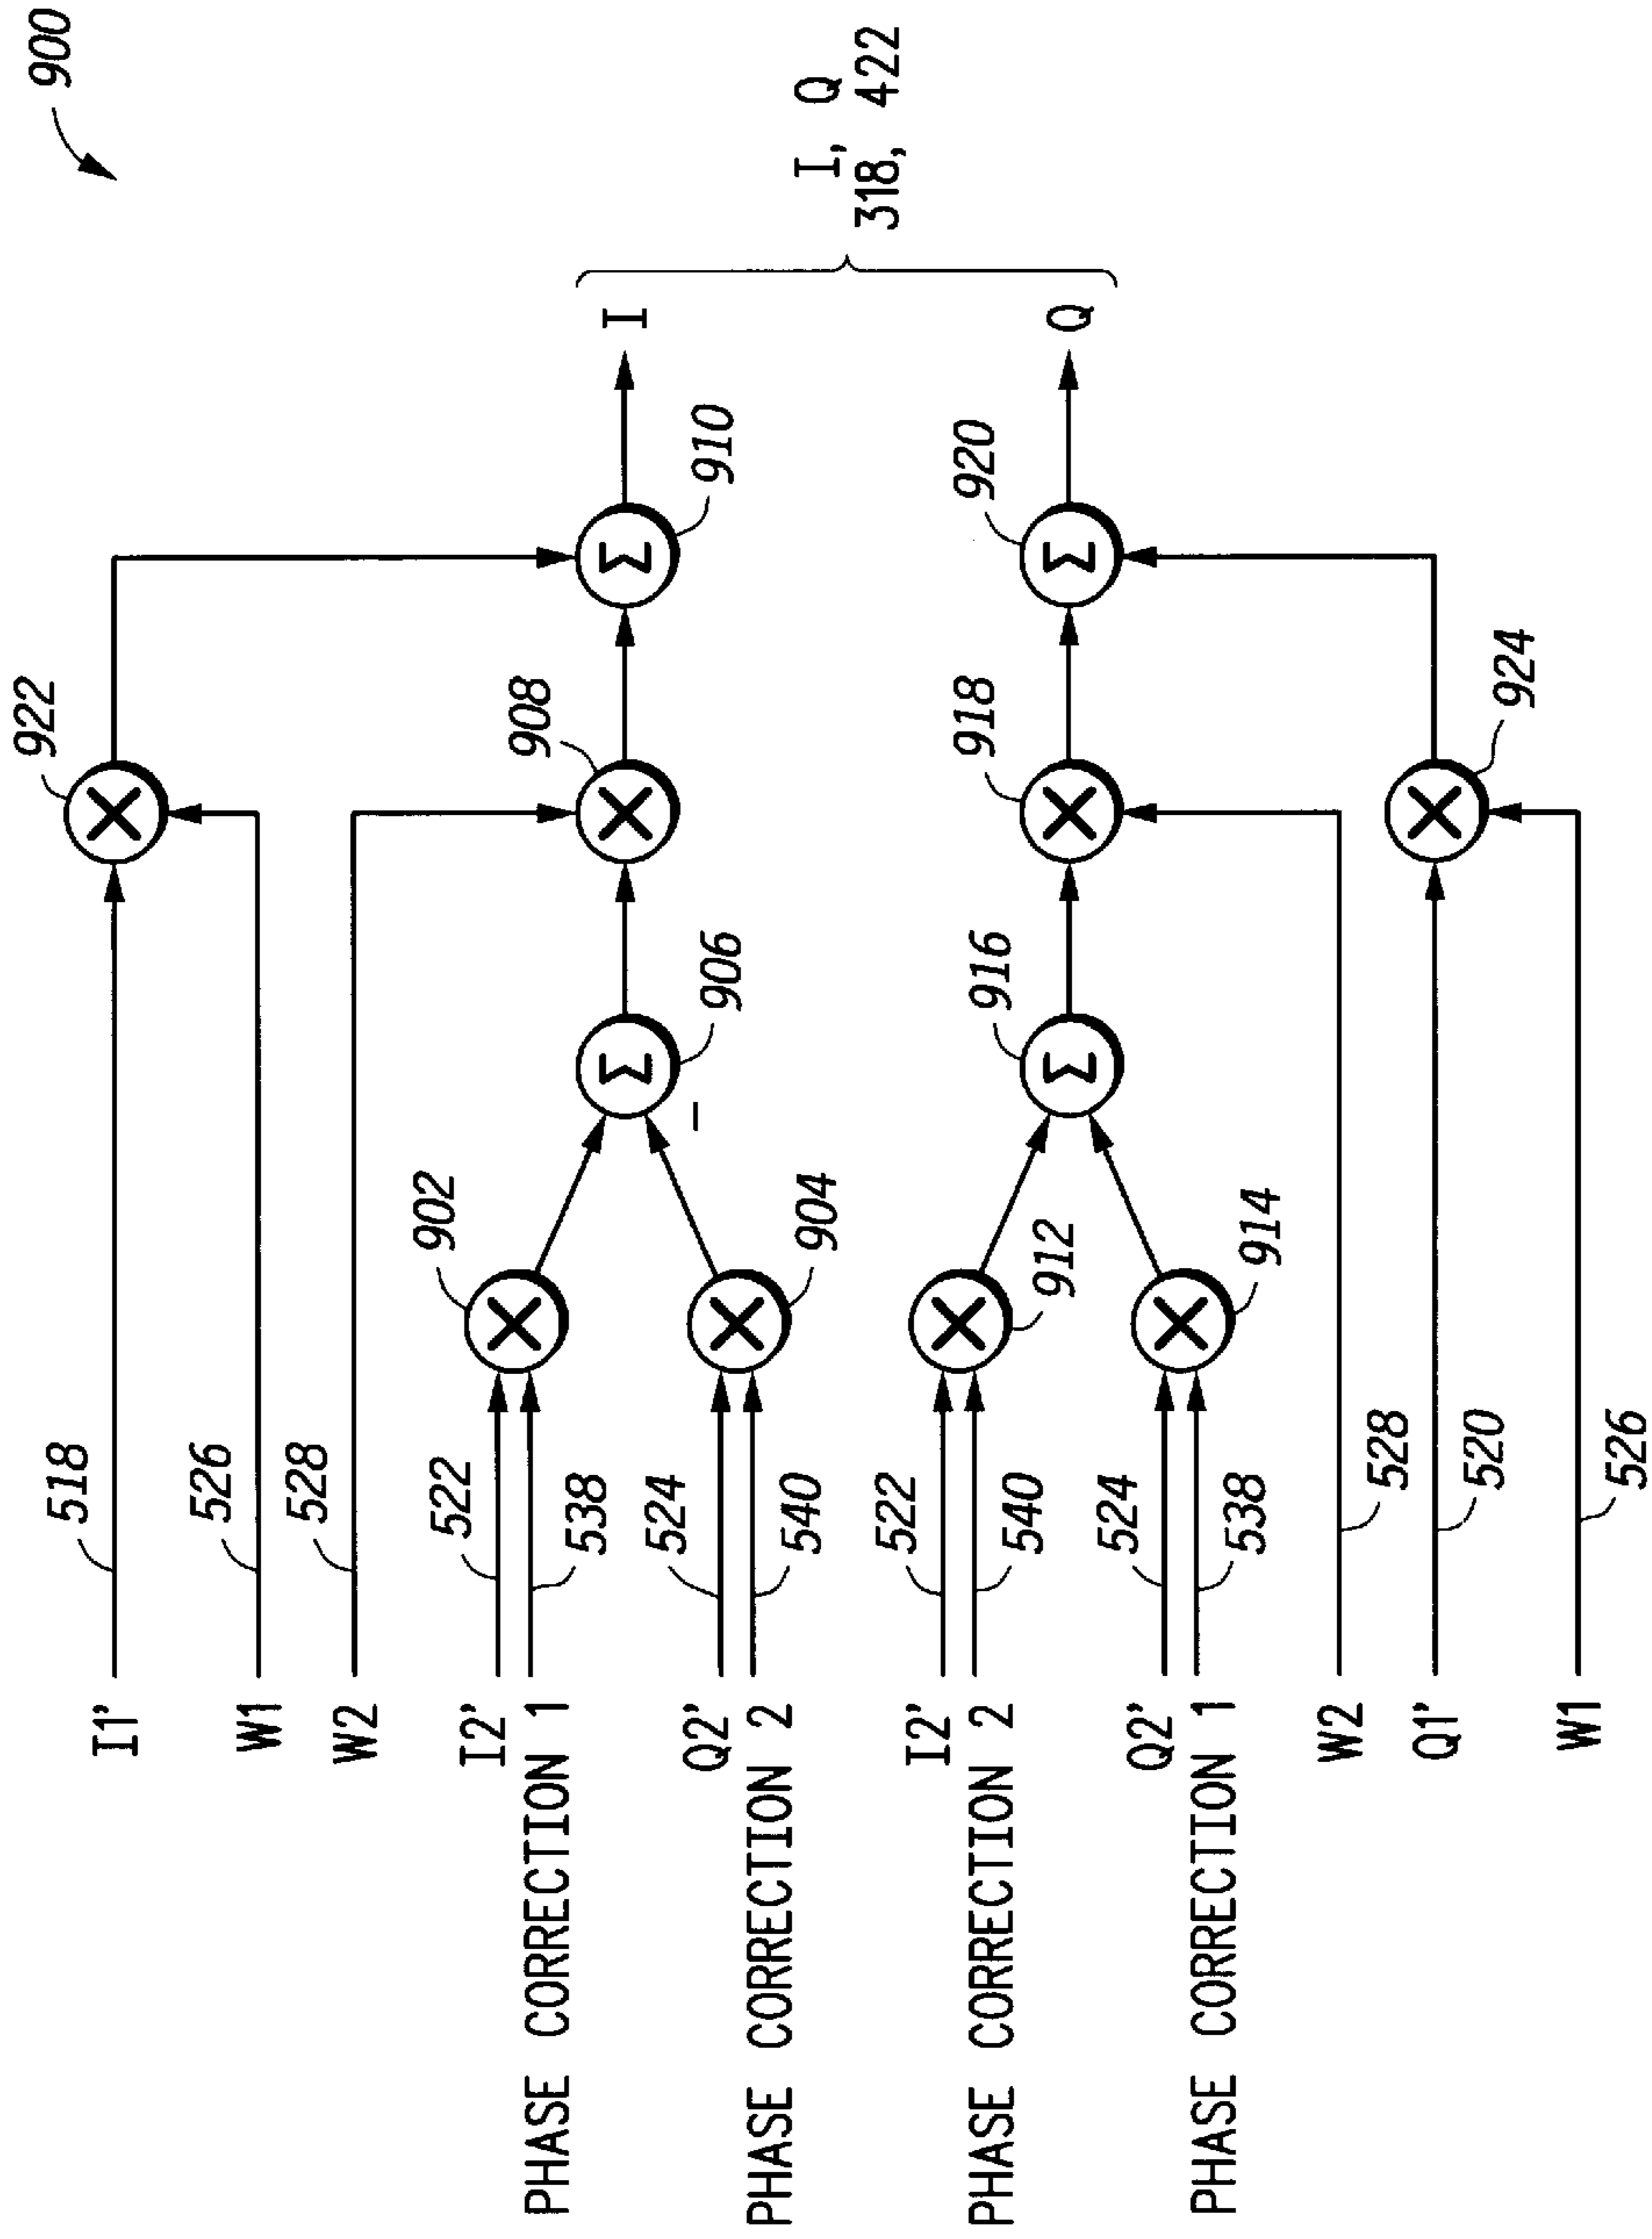 900
I1'
518
922
W1
526
W2
528
908
I2'
522
902
PHASE CORRECTION 1
538
Σ
910
I
Σ
906
–
Q2'
524
904
PHASE CORRECTION 2
540
I, Q
318, 422
I2'
522
912
PHASE CORRECTION 2
540
Σ
916
918
Σ
920
Q
Q2'
524
914
PHASE CORRECTION 1
538
W2
528
Q1'
520
924
W1
526